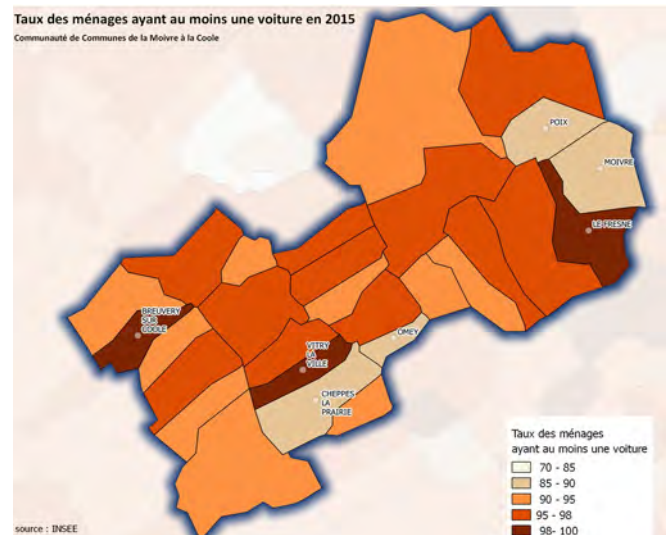 Taux des ménages ayant au moins une voiture en 2015
Communauté de Communes de la Moivre à la Coole
POIX
MOIVRE
LE FRESNE
BREUVERY
SUR
COOLE
OMEY
VITRY
LA
VILLE
CHEPPES
LA
PRAIRIE
Taux des ménages
ayant au moins une voiture
70 - 85
85 - 90
90 - 95
95 - 98
98- 100
source : INSEE